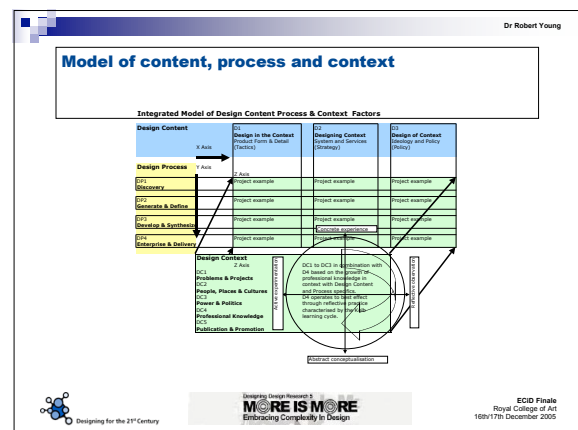 Dr Robert Young
Model of content, process and context
Integrated Model of Design Content Process & Context Factors
Design Content
X Axis
D1
Design in the Context
Product Form & Detail
(Tactics)
D2
Designing Context
System and Services
(Strategy)
D3
Design of Context
Ideology and Policy
(Policy)
Design Process
Y Axis
Z Axis
DP1
Discovery
Project example
Project example
Project example
DP2
Generate & Define
Project example
Project example
Project example
DP3
Develop & Synthesize
Project example
Project example
Project example
Concrete experience
DP4
Enterprise & Delivery
Project example
Project example
Project example
Design Context
Z Axis
DC1
Problems & Projects
DC2
People, Places & Cultures
DC3
Power & Politics
DC4
Professional Knowledge
DC5
Publication & Promotion
Active experimentation
DC1 to DC3 in combination with
D4 based on the growth of
professional knowledge in
context with Design Content
and Process specifics.
D4 operates to best effect
through reflective practice
characterised by the Kolb
learning cycle.
Reflective observation
Abstract conceptualisation
Designing for the 21st Century
Designing Design Research 5
MORE IS MORE
Embracing Complexity in Design
ECiD Finale
Royal College of Art
16th/17th December 2005